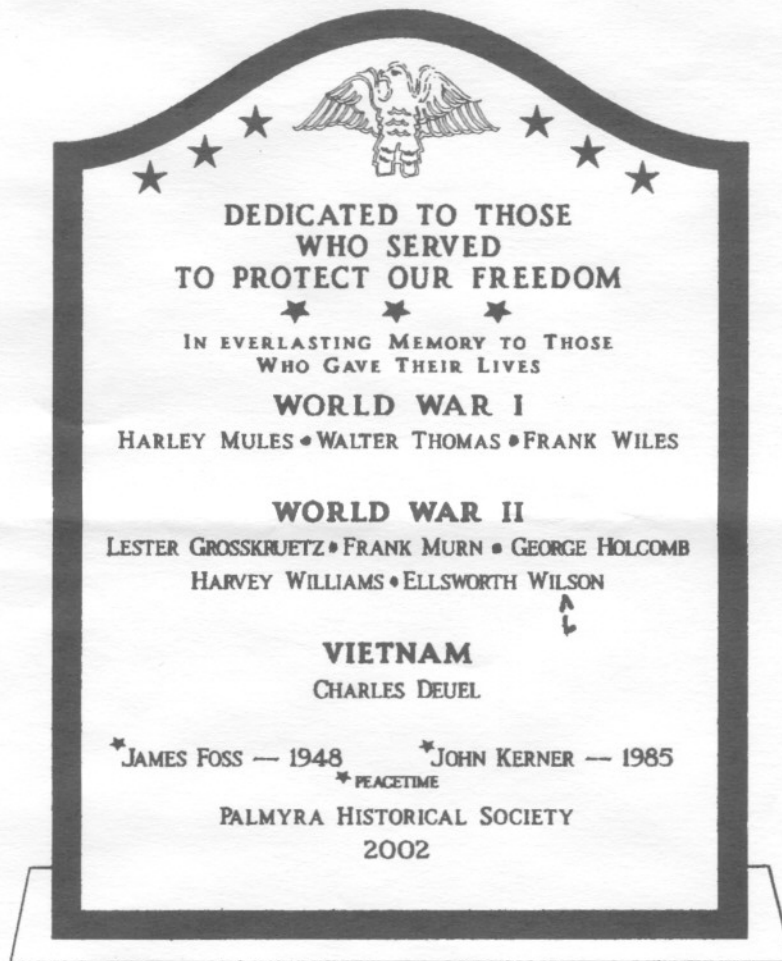 DEDICATED TO THOSE
WHO SERVED
TO PROTECT OUR FREEDOM
IN EVERLASTING MEMORY TO THOSE
WHO GAVE THEIR LIVES
WORLD WAR I
HARLEY MULES • WALTER THOMAS • FRANK WILES
WORLD WAR II
LESTER GROSSKRUETZ • FRANK MURN • GEORGE HOLCOMB
HARVEY WILLIAMS • ELLSWORTH WILSON
^
L
VIETNAM
CHARLES DEUEL
★JAMES FOSS — 1948 ★JOHN KERNER — 1985
★ PEACETIME
PALMYRA HISTORICAL SOCIETY
2002